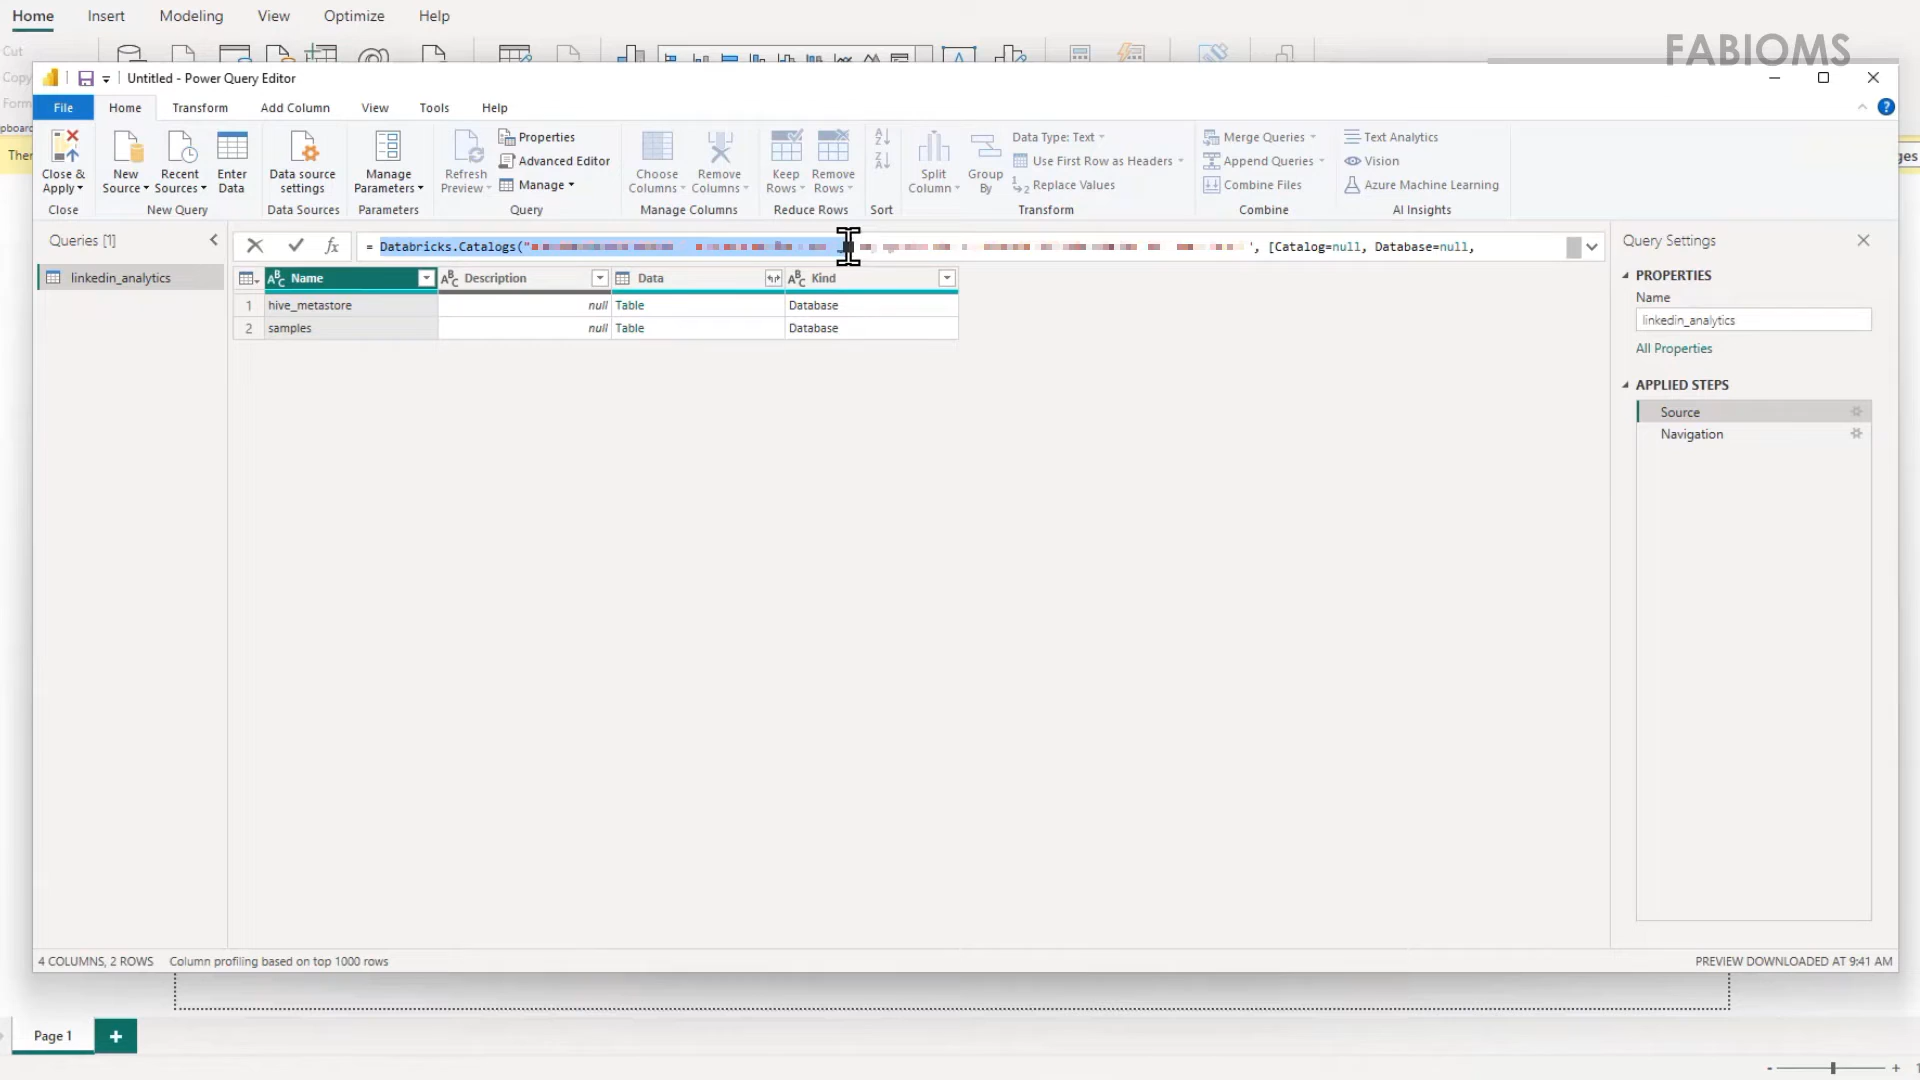 Home Insert Modeling View Optimize Help
Cut
Copy
FABIOMS
Untitled - Power Query Editor
File Home Transform Add Column View Tools Help
Close &
Apply
New
Source
Recent
Sources
Enter
Data
Data source
settings
Manage
Parameters
Refresh
Preview
Properties
Advanced Editor
Manage
Choose
Columns
Remove
Columns
Keep
Rows
Remove
Rows
Split
Column
Group
By
Data Type: Text
Use First Row as Headers
Replace Values
Merge Queries
Append Queries
Combine Files
Text Analytics
Vision
Azure Machine Learning
Close New Query Data Sources Parameters Query Manage Columns Reduce Rows Sort Transform Combine AI Insights
Queries [1]
linkedin_analytics
= Databricks.Catalogs(" ", [Catalog=null, Database=null,
Name Description Data Kind
1 hive_metastore null Table Database
2 samples null Table Database
Query Settings
PROPERTIES
Name
linkedin_analytics
All Properties
APPLIED STEPS
Source
Navigation
4 COLUMNS, 2 ROWS Column profiling based on top 1000 rows
PREVIEW DOWNLOADED AT 9:41 AM
Page 1